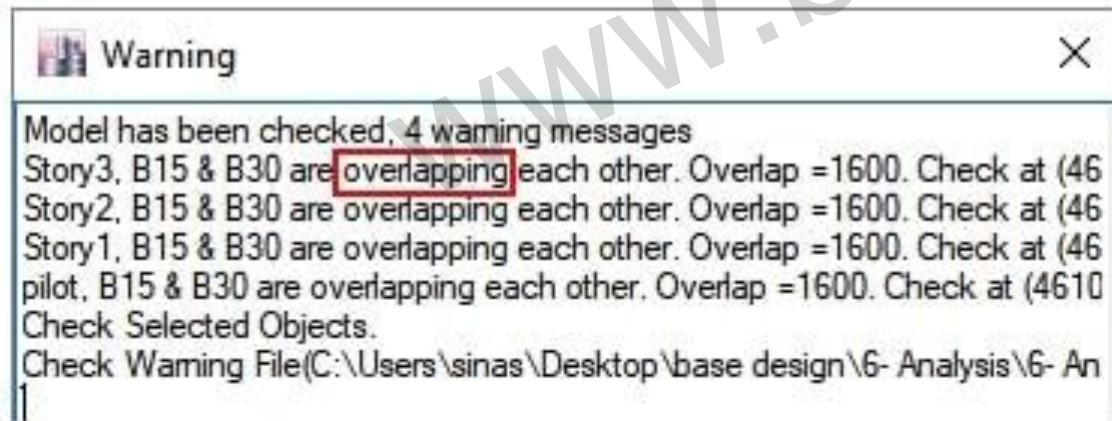 www.b
Warning
Model has been checked, 4 warning messages
Story3, B15 & B30 are overlapping each other. Overlap =1600. Check at (46
Story2, B15 & B30 are overlapping each other. Overlap =1600. Check at (46
Story1, B15 & B30 are overlapping each other. Overlap =1600. Check at (46
pilot, B15 & B30 are overlapping each other. Overlap =1600. Check at (4610
Check Selected Objects.
Check Warning File(C:\Users\sinas\Desktop\base design\6- Analysis\6- An